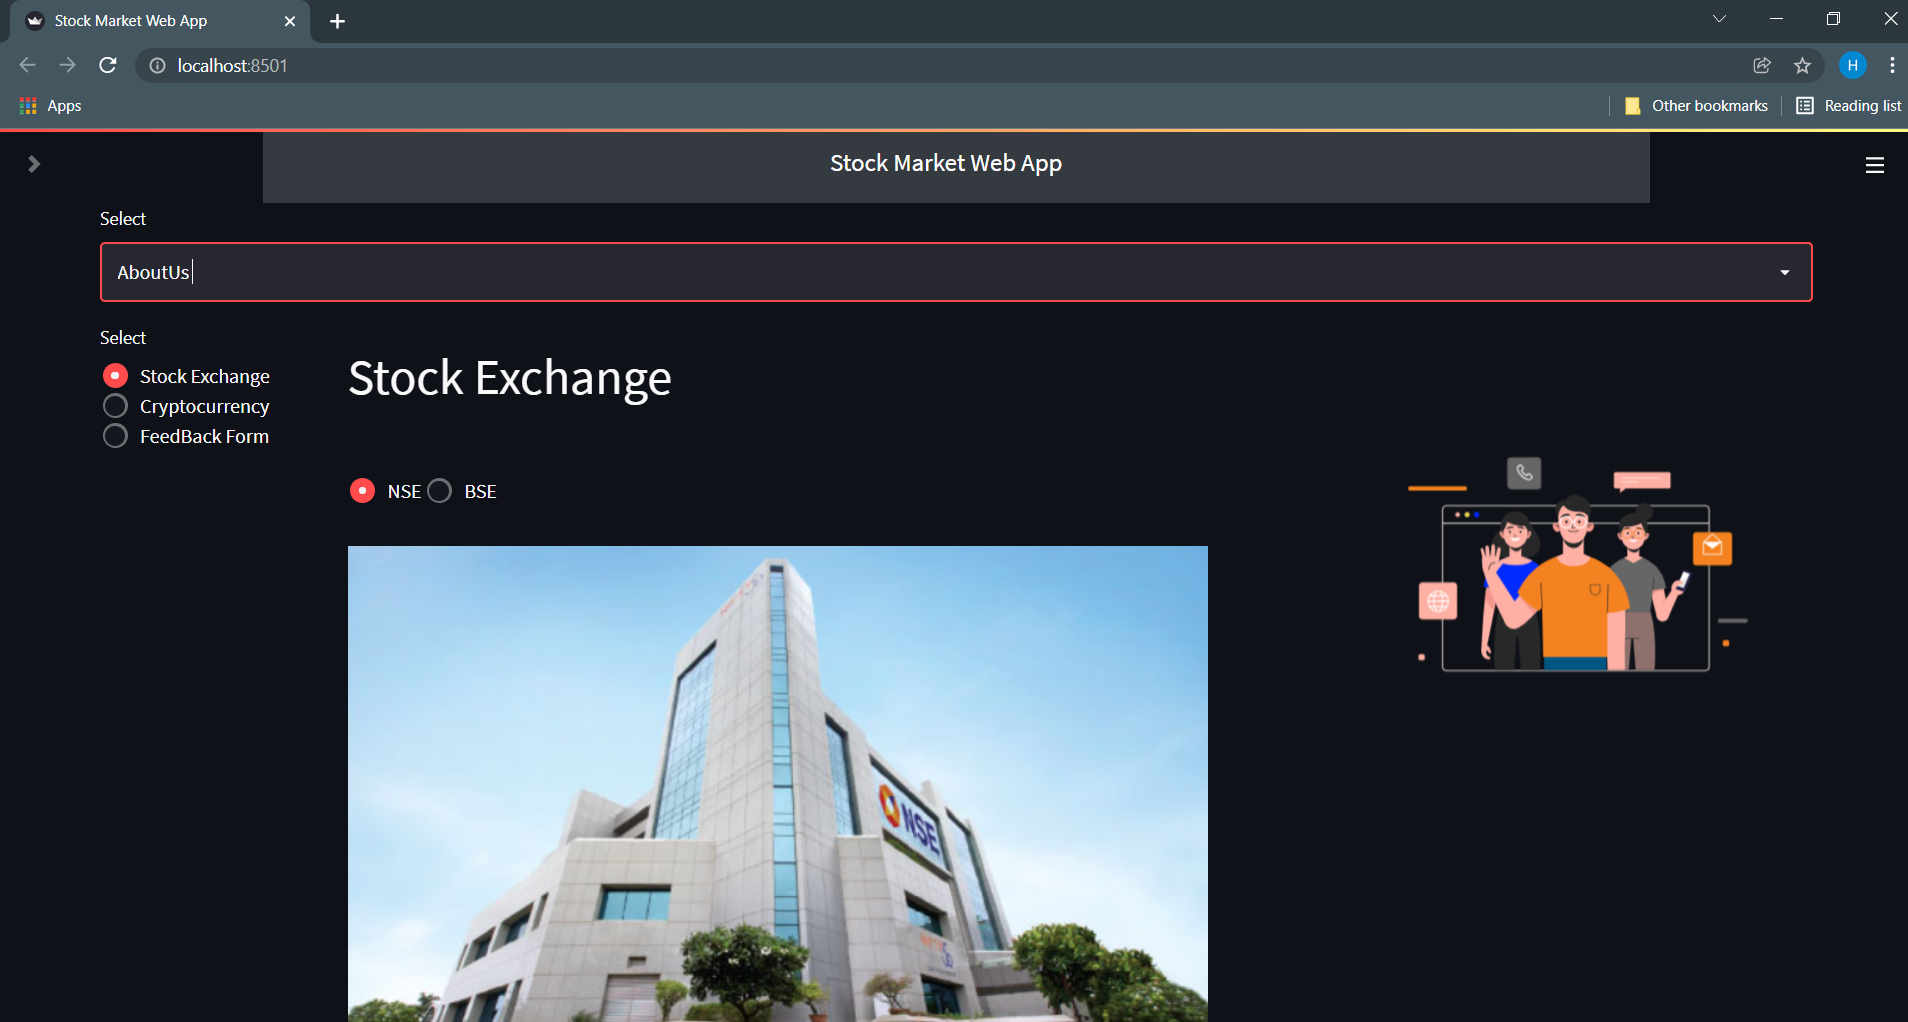 Stock Market Web App
localhost:8501
H
Apps
Other bookmarks
Reading list
Stock Market Web App
Select
AboutUs
Select
Stock Exchange
Cryptocurrency
FeedBack Form
Stock Exchange
NSE BSE
NSE